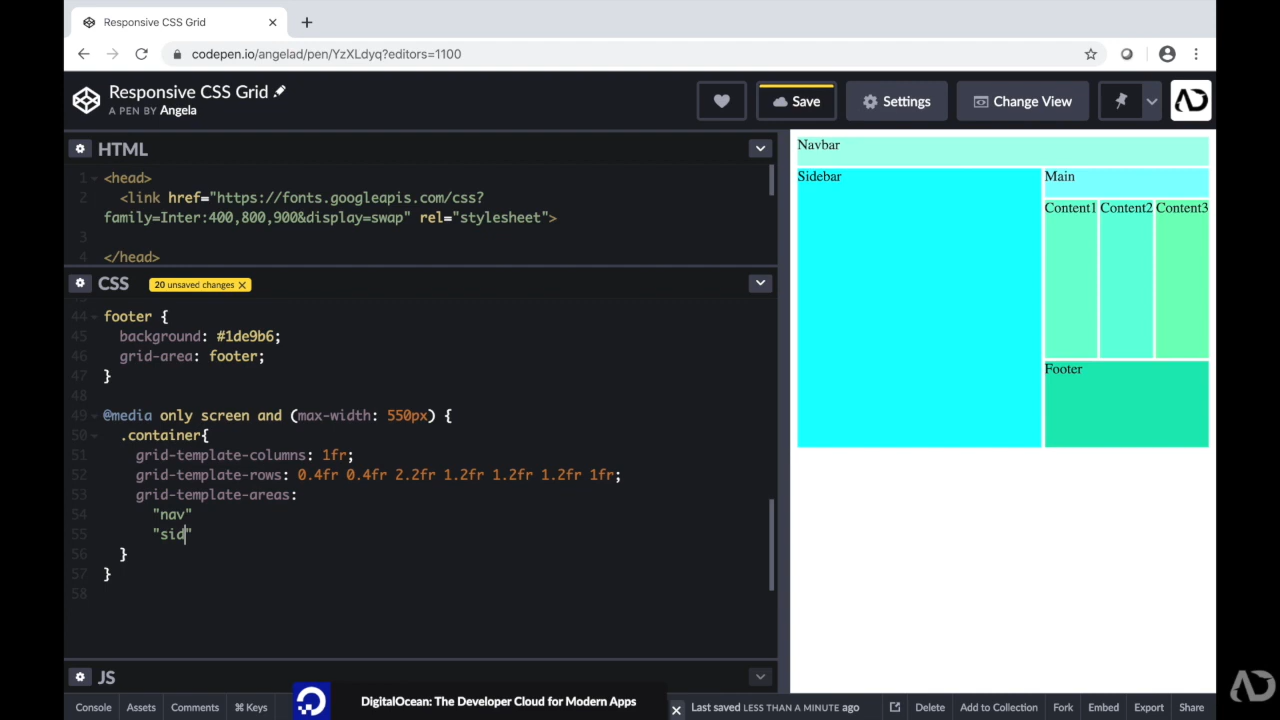 Responsive CSS Grid
codepen.io/angelad/pen/YzXLdyq?editors=1100
Responsive CSS Grid
A PEN BY Angela
Save
Settings
Change View
HTML
1 <head>
2 <link href="https://fonts.googleapis.com/css?
family=Inter:400,800,900&display=swap" rel="stylesheet">
3
4 </head>
CSS
20 unsaved changes
44 footer {
45 background: #1de9b6;
46 grid-area: footer;
47 }
48
49 @media only screen and (max-width: 550px) {
50 .container{
51 grid-template-columns: 1fr;
52 grid-template-rows: 0.4fr 0.4fr 2.2fr 1.2fr 1.2fr 1.2fr 1fr;
53 grid-template-areas:
54 "nav"
55 "sid"
56 }
57 }
58
Navbar
Sidebar
Main
Content1 Content2 Content3
Footer
JS
DigitalOcean: The Developer Cloud for Modern Apps
Console Assets Comments ⌘ Keys
Last saved LESS THAN A MINUTE ago
Delete Add to Collection Fork Embed Export Share